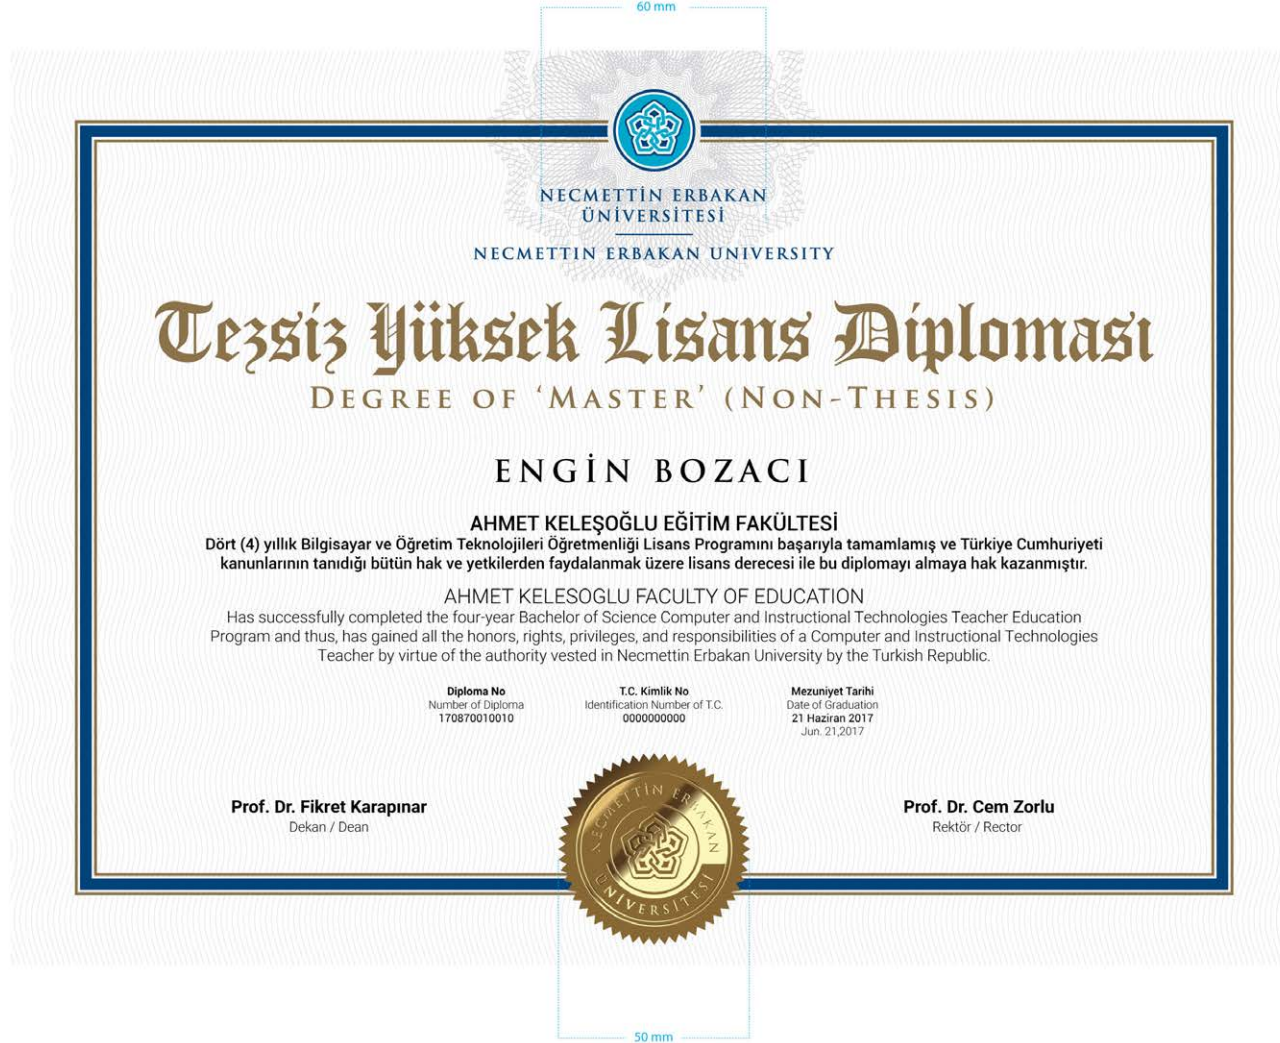 60 mm
NECMETTİN ERBAKAN
ÜNİVERSİTESİ
NECMETTIN ERBAKAN UNIVERSITY
Tezsiz Yüksek Lisans Diploması
DEGREE OF ‘MASTER’ (NON-THESIS)
ENGİN BOZACI
AHMET KELEŞOĞLU EĞİTİM FAKÜLTESİ
Dört (4) yıllık Bilgisayar ve Öğretim Teknolojileri Öğretmenliği Lisans Programını başarıyla tamamlamış ve Türkiye Cumhuriyeti
kanunlarının tanıdığı bütün hak ve yetkilerden faydalanmak üzere lisans derecesi ile bu diplomayı almaya hak kazanmıştır.
AHMET KELESOGLU FACULTY OF EDUCATION
Has successfully completed the four-year Bachelor of Science Computer and Instructional Technologies Teacher Education
Program and thus, has gained all the honors, rights, privileges, and responsibilities of a Computer and Instructional Technologies
Teacher by virtue of the authority vested in Necmettin Erbakan University by the Turkish Republic.
Diploma No
Number of Diploma
170870010010
T.C. Kimlik No
Identification Number of T.C.
0000000000
Mezuniyet Tarihi
Date of Graduation
21 Haziran 2017
Jun. 21,2017
Prof. Dr. Fikret Karapınar
Dekan / Dean
NECMETTİN ERBAKAN
ÜNİVERSİTESİ
Prof. Dr. Cem Zorlu
Rektör / Rector
50 mm